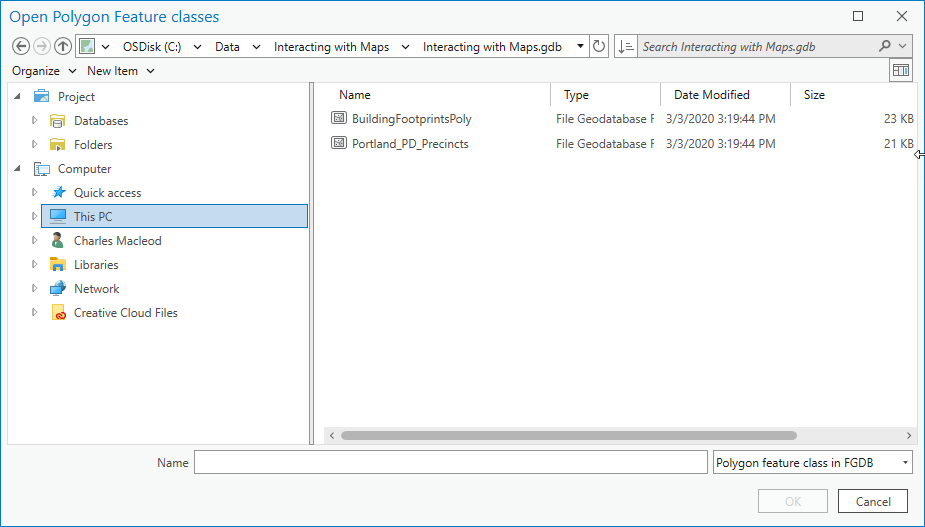 Open Polygon Feature classes
OSDisk (C:) Data Interacting with Maps Interacting with Maps.gdb Search Interacting with Maps.gdb
Organize New Item
Project
Databases
Folders
Computer
Quick access
This PC
Charles Macleod
Libraries
Network
Creative Cloud Files
Name Type Date Modified Size
BuildingFootprintsPoly File Geodatabase F 3/3/2020 3:19:44 PM 23 KB
Portland_PD_Precincts File Geodatabase F 3/3/2020 3:19:44 PM 21 KB
Name Polygon feature class in FGDB
OK Cancel